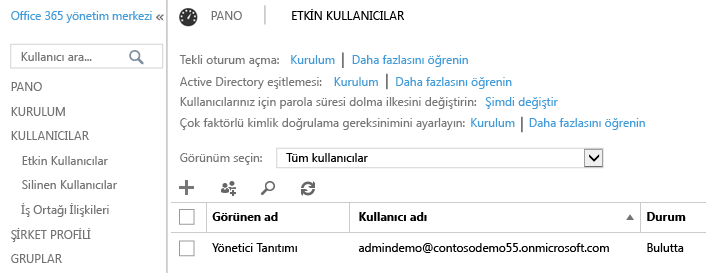 Office 365 yönetim merkezi «
Kullanıcı ara...
PANO
KURULUM
KULLANICILAR
Etkin Kullanıcılar
Silinen Kullanıcılar
İş Ortağı İlişkileri
ŞİRKET PROFİLİ
GRUPLAR
PANO ETKİN KULLANICILAR
Tekli oturum açma: Kurulum | Daha fazlasını öğrenin
Active Directory eşitlemesi: Kurulum | Daha fazlasını öğrenin
Kullanıcılarınız için parola süresi dolma ilkesini değiştirin: Şimdi değiştir
Çok faktörlü kimlik doğrulama gereksinimini ayarlayın: Kurulum | Daha fazlasını öğrenin
Görünüm seçin: Tüm kullanıcılar
Görünen ad Kullanıcı adı Durum
Yönetici Tanıtımı admindemo@contosodemo55.onmicrosoft.com Bulutta